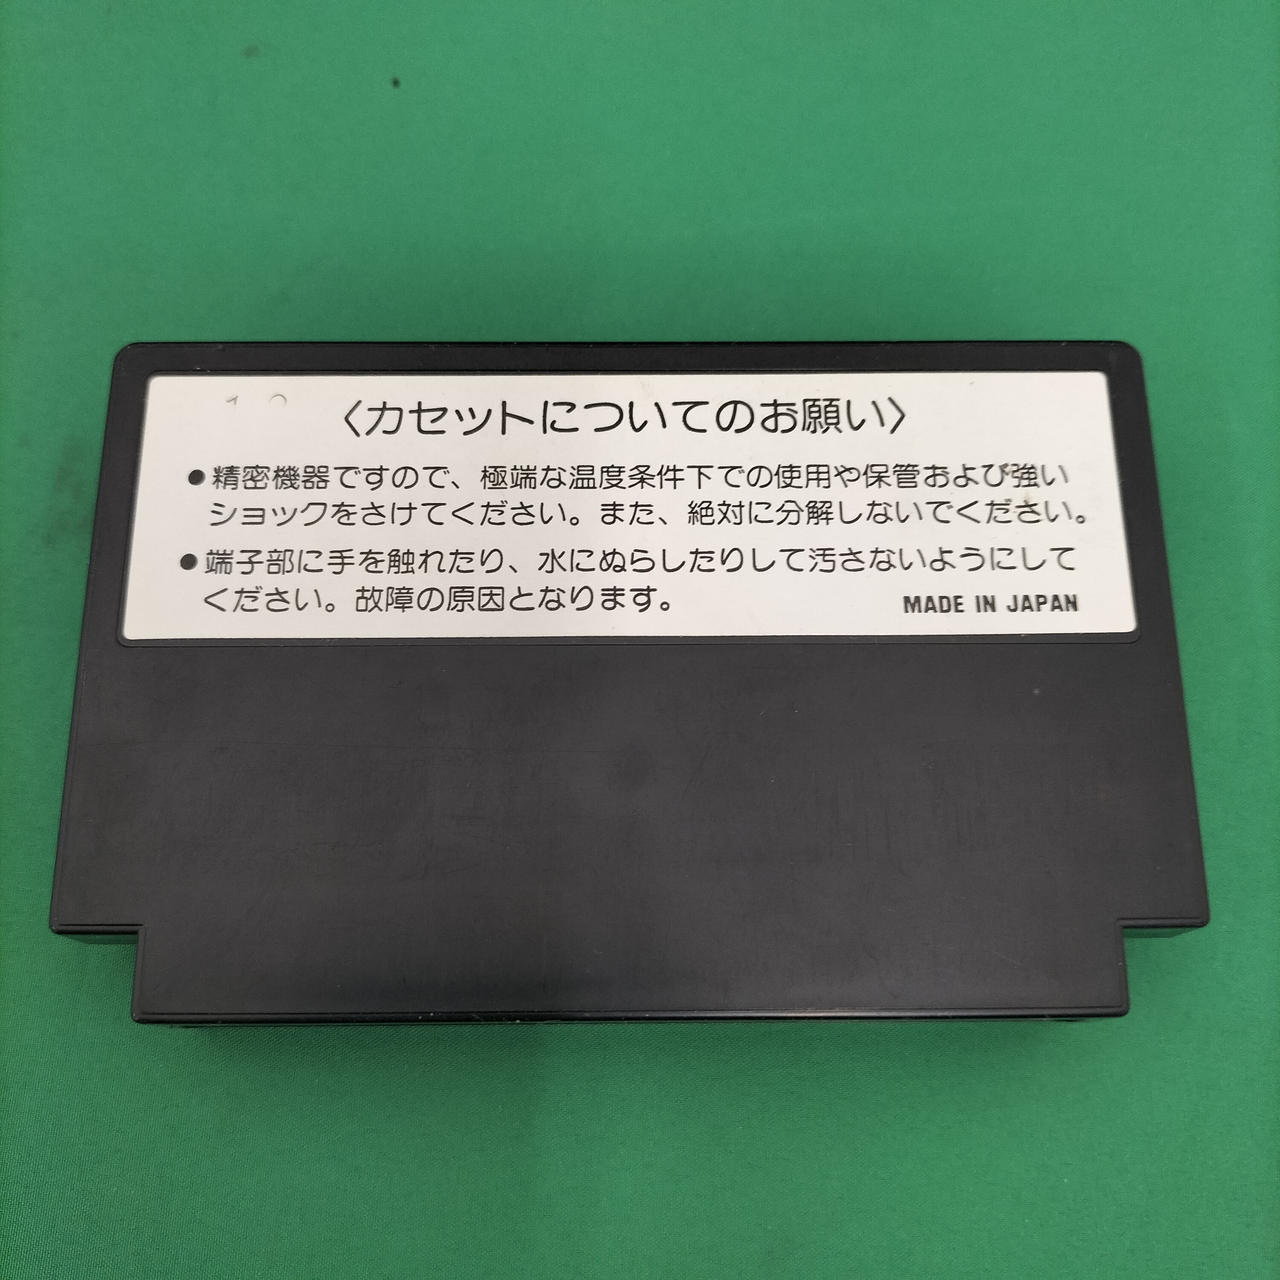 〈カセットについてのお願い〉
●精密機器ですので、極端な温度条件下での使用や保管および強い
ショックをさけてください。また、絶対に分解しないでください。
●端子部に手を触れたり、水にぬらしたりして汚さないようにして
ください。故障の原因となります。
MADE IN JAPAN